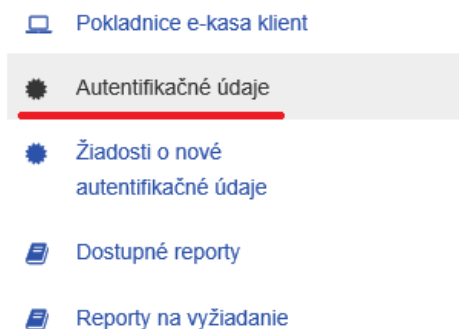 Pokladnice e-kasa klient
Autentifikačné údaje
Žiadosti o nové
autentifikačné údaje
Dostupné reporty
Reporty na vyžiadanie